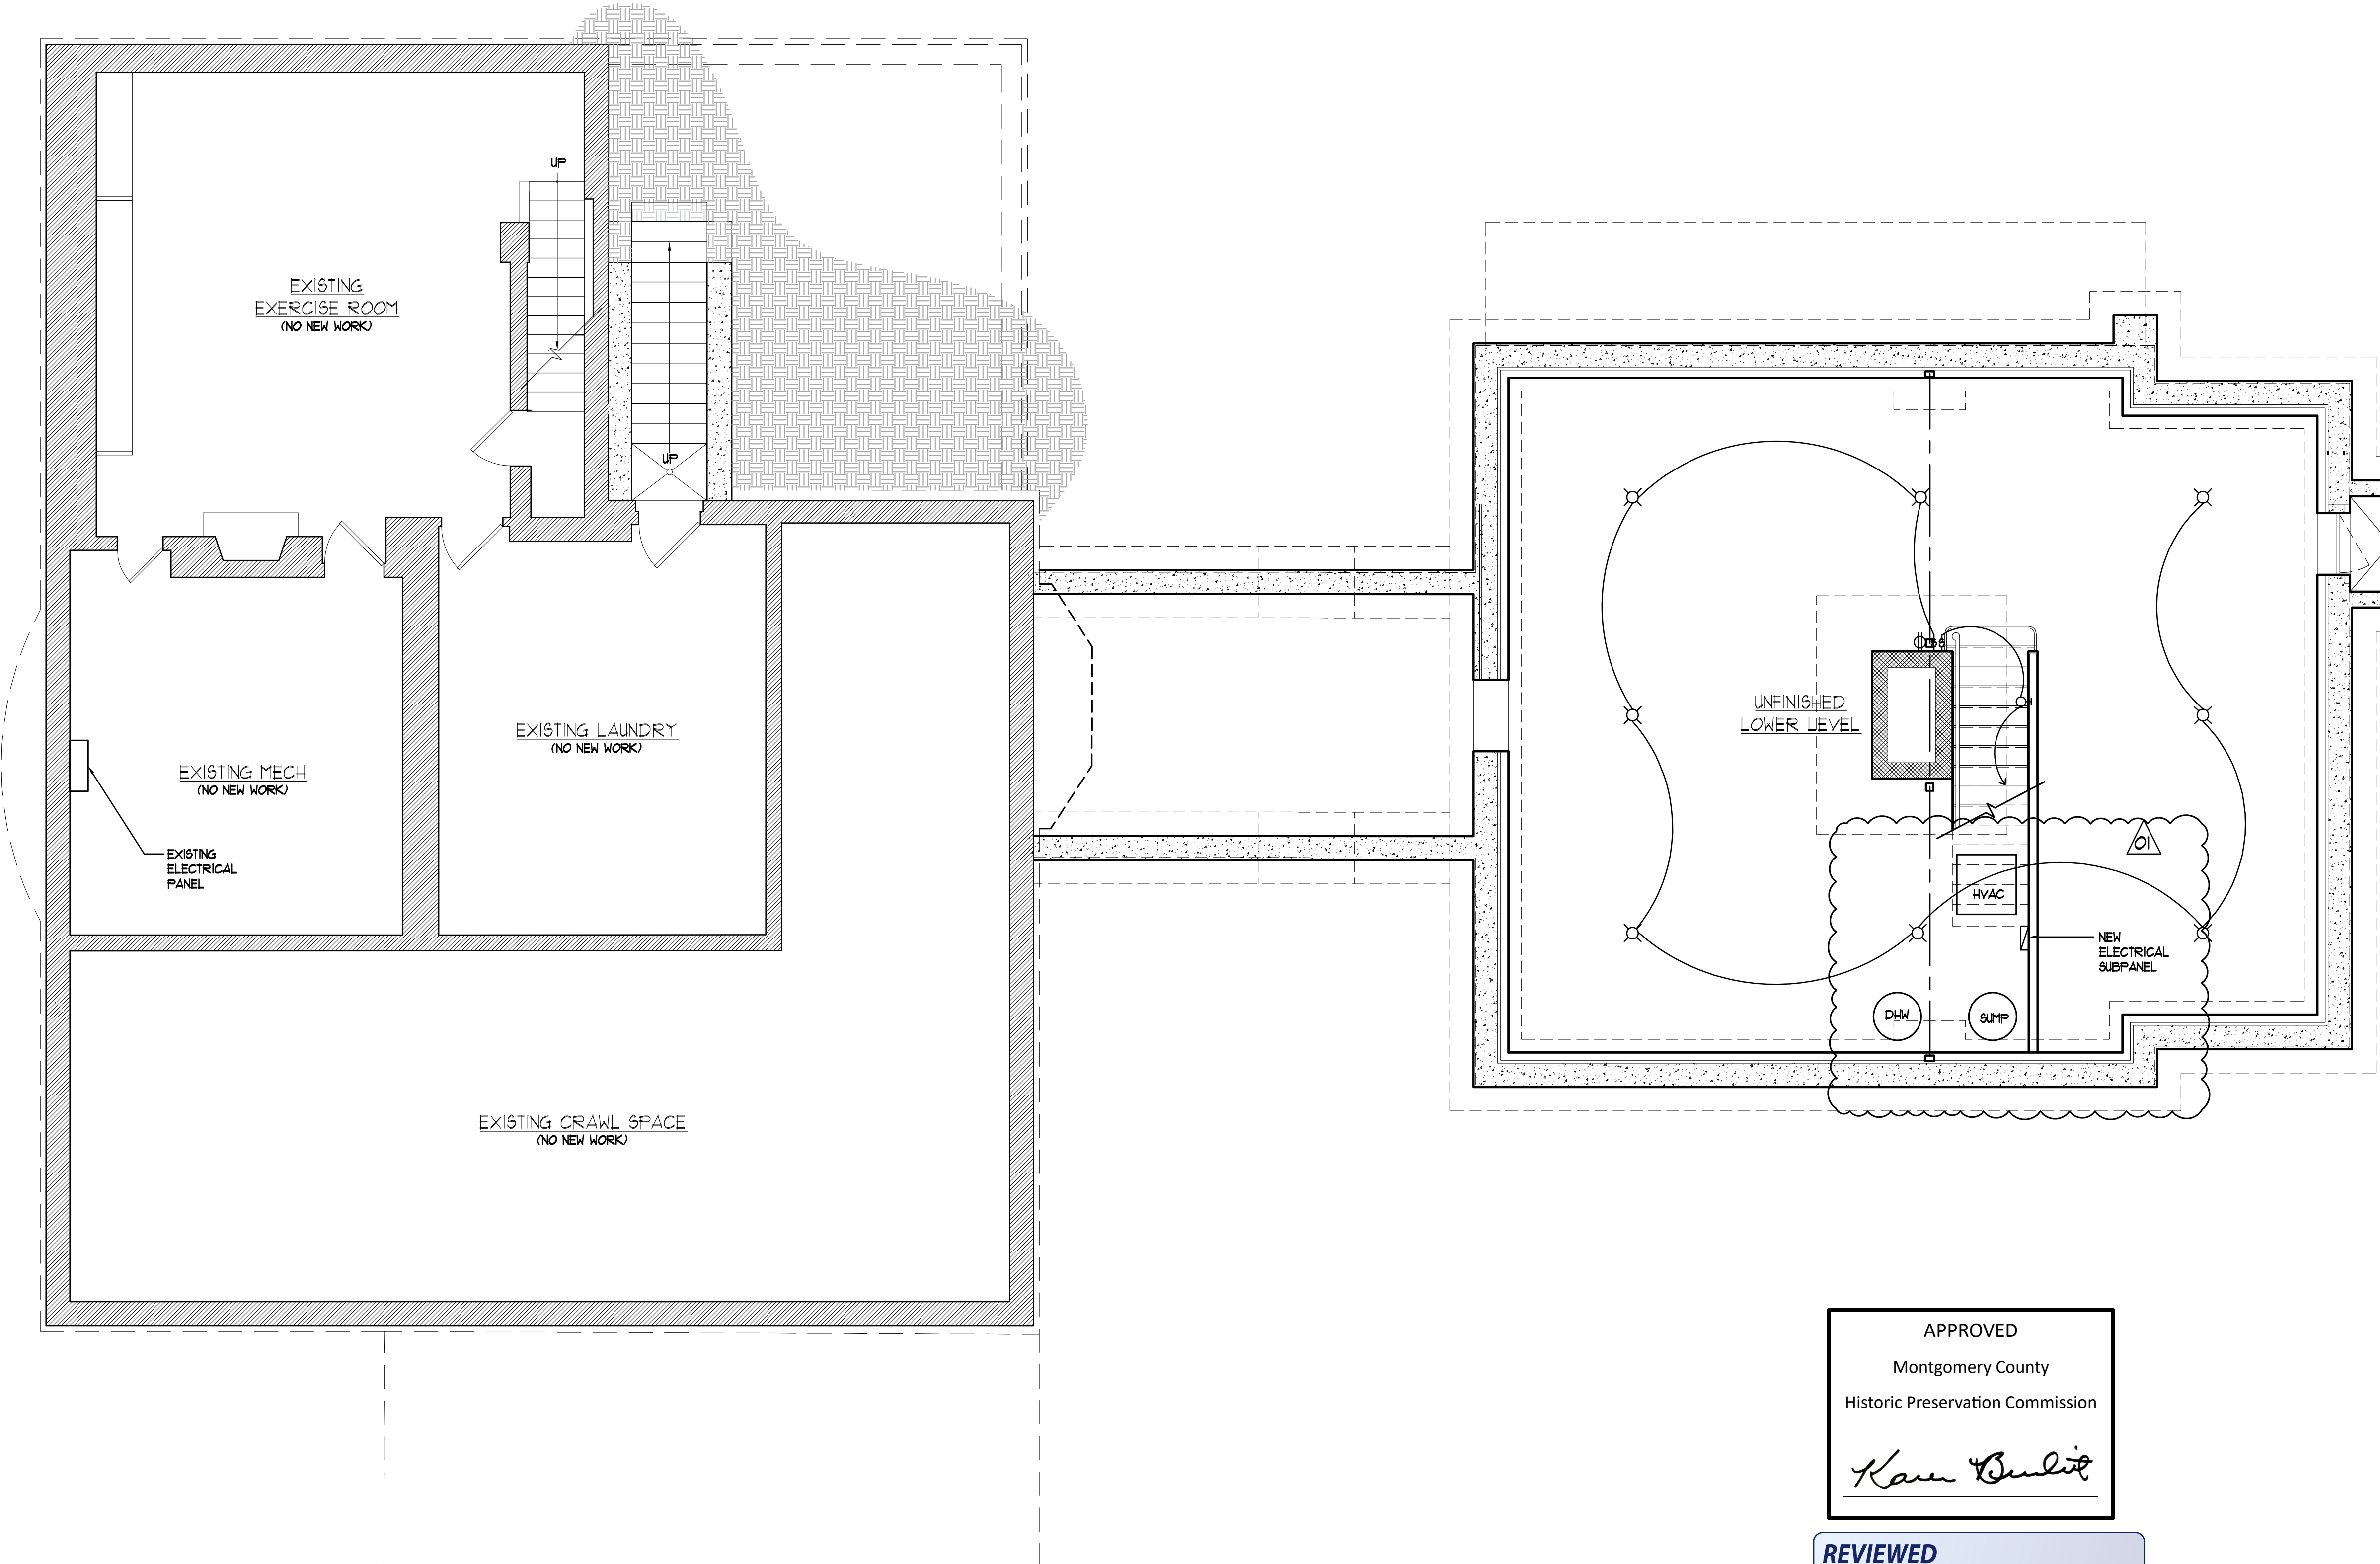 UP
EXISTING
EXERCISE ROOM
(NO NEW WORK)
UP
EXISTING LAUNDRY
(NO NEW WORK)
EXISTING MECH
(NO NEW WORK)
EXISTING
ELECTRICAL
PANEL
EXISTING CRAWL SPACE
(NO NEW WORK)
UNFINISHED
LOWER LEVEL
01
HVAC
NEW
ELECTRICAL
SUBPANEL
DHW
SUMP
APPROVED
Montgomery County
Historic Preservation Commission
REVIEWED